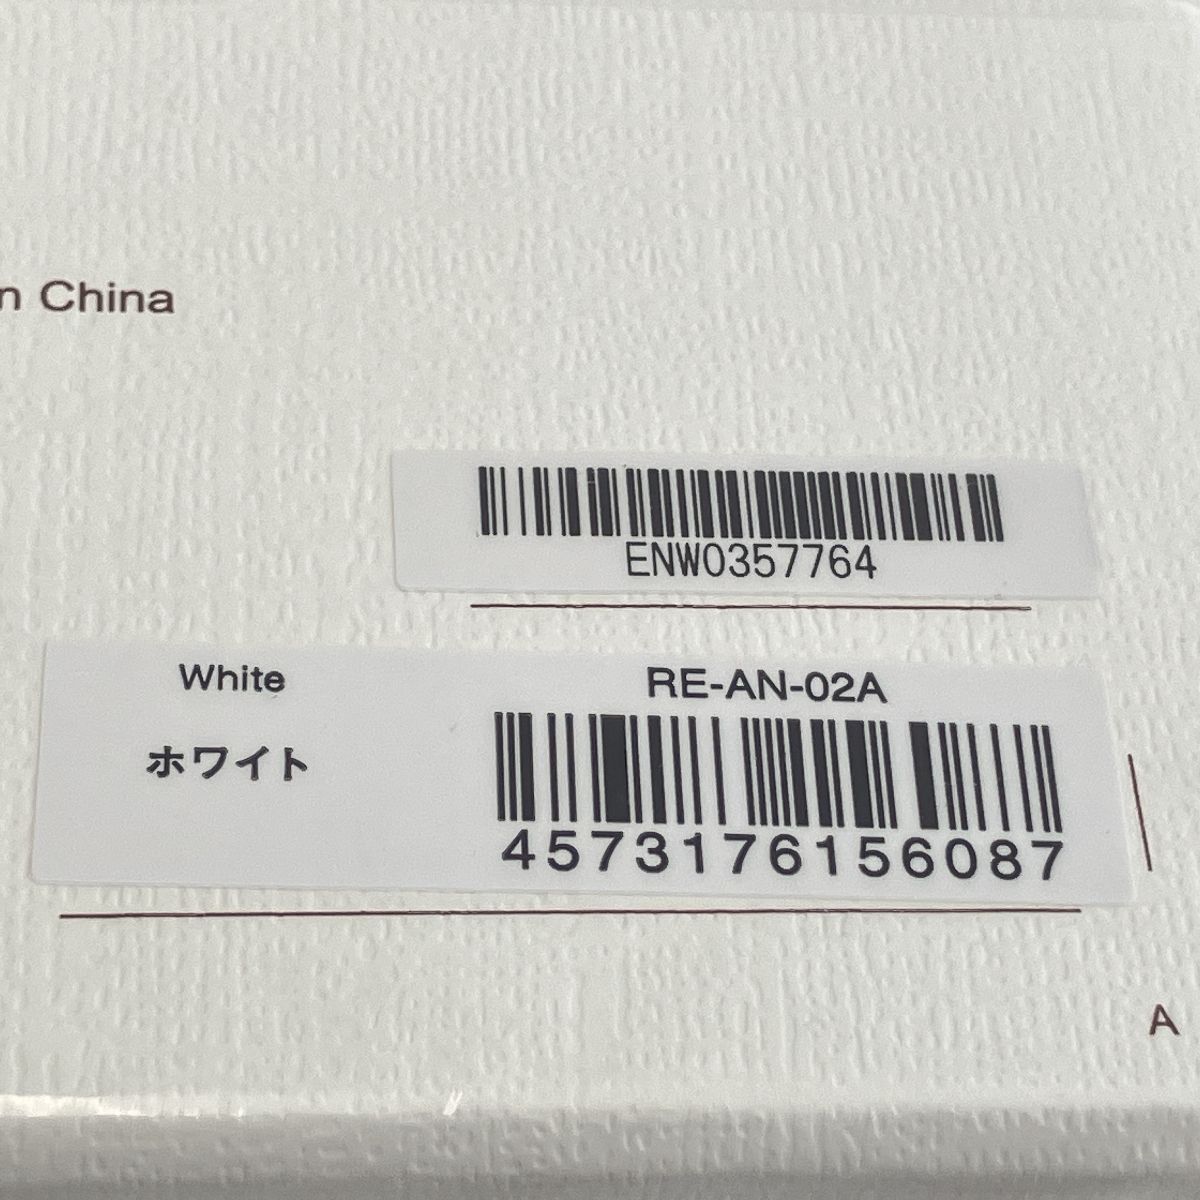 n China
ENW0357764
White
RE-AN-02A
ホワイト
4573176156087
A